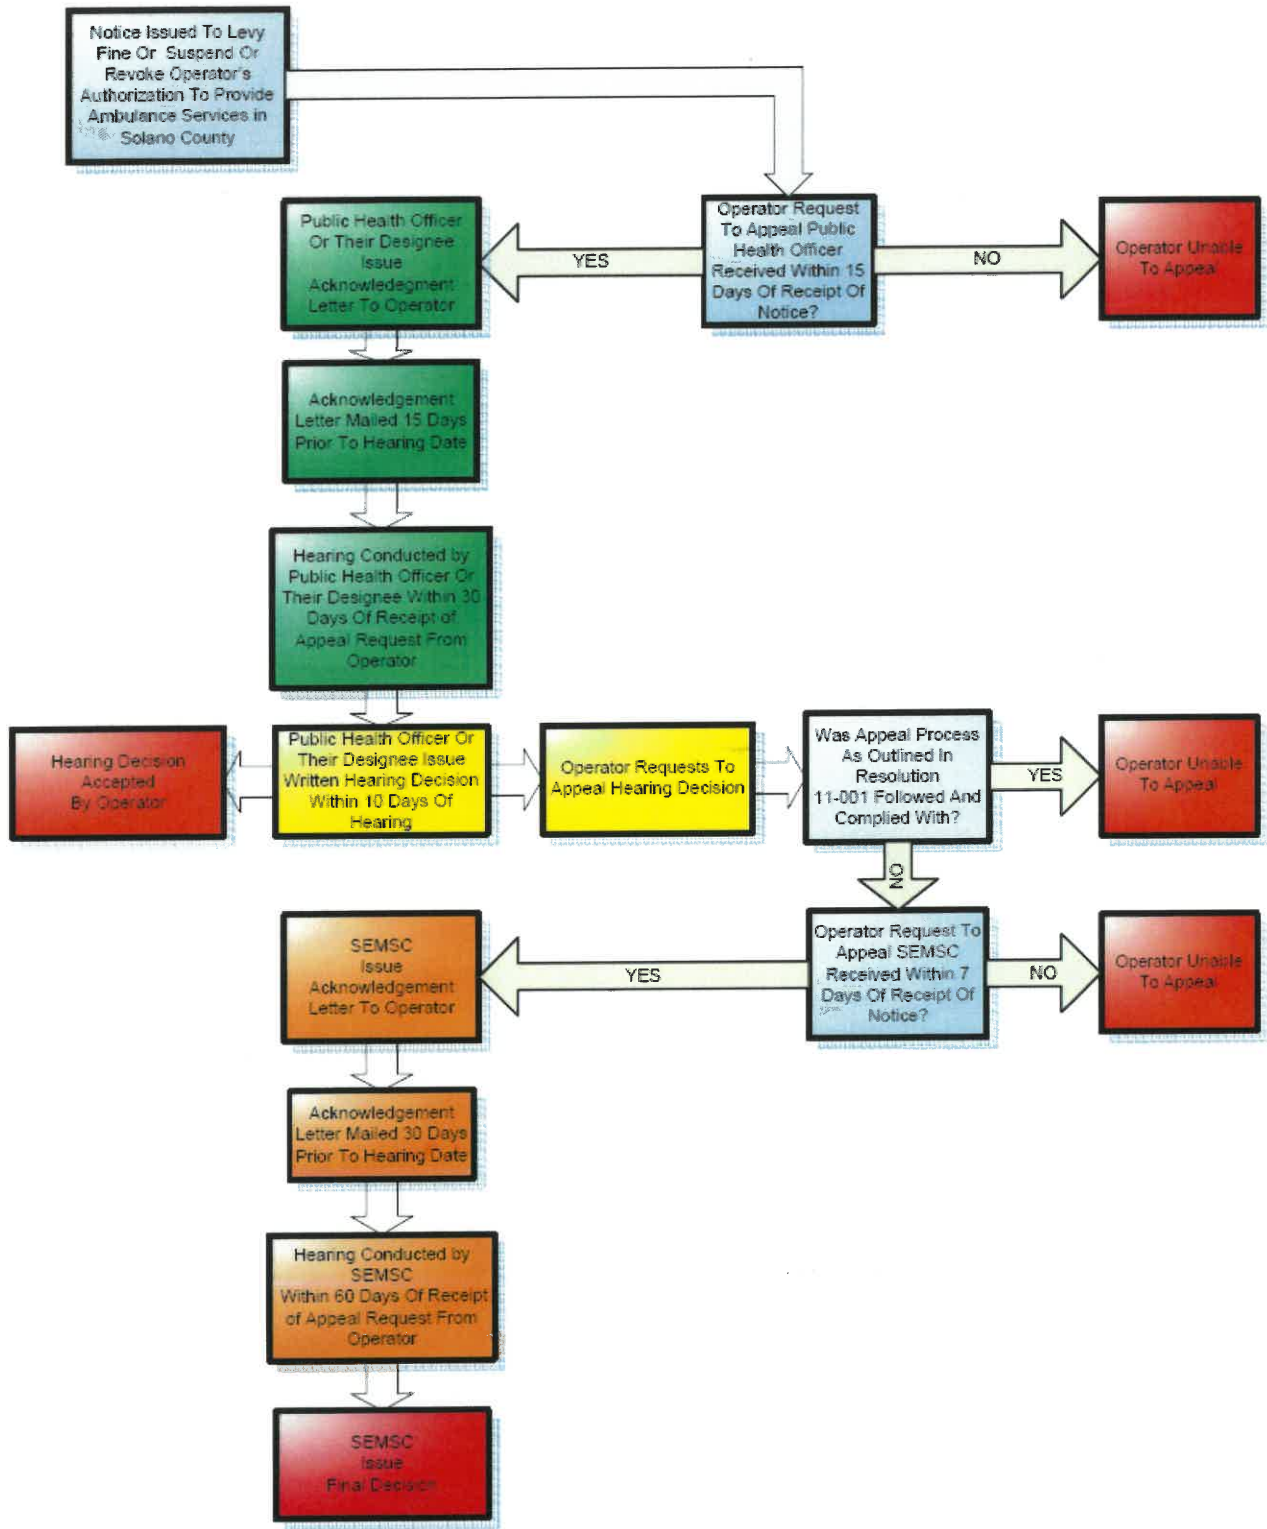 Notice Issued To Levy
Fine Or Suspend Or
Revoke Operator's
Authorization To Provide
Ambulance Services in
Solano County
Operator Request
To Appeal Public
Health Officer
Received Within 15
Days Of Receipt Of
Notice?
YES
NO
Operator Unable
To Appeal
Public Health Officer
Or Their Designee
Issue
Acknowledegment
Letter To Operator
Acknowledgement
Letter Mailed 15 Days
Prior To Hearing Date
Hearing Conducted by
Public Health Officer Or
Their Designee Within 30
Days Of Receipt of
Appeal Request From
Operator
Hearing Decision
Accepted
By Operator
Public Health Officer Or
Their Designee Issue
Written Hearing Decision
Within 10 Days Of
Hearing
Operator Requests To
Appeal Hearing Decision
Was Appeal Process
As Outlined In
Resolution
11-001 Followed And
Complied With?
YES
Operator Unable
To Appeal
NO
Operator Request To
Appeal SEMSC
Received Within 7
Days Of Receipt Of
Notice?
YES
NO
Operator Unable
To Appeal
SEMSC
Issue
Acknowledgement
Letter To Operator
Acknowledgement
Letter Mailed 30 Days
Prior To Hearing Date
Hearing Conducted by
SEMSC
Within 60 Days Of Receipt
of Appeal Request From
Operator
SEMSC
Issue
Final Decision